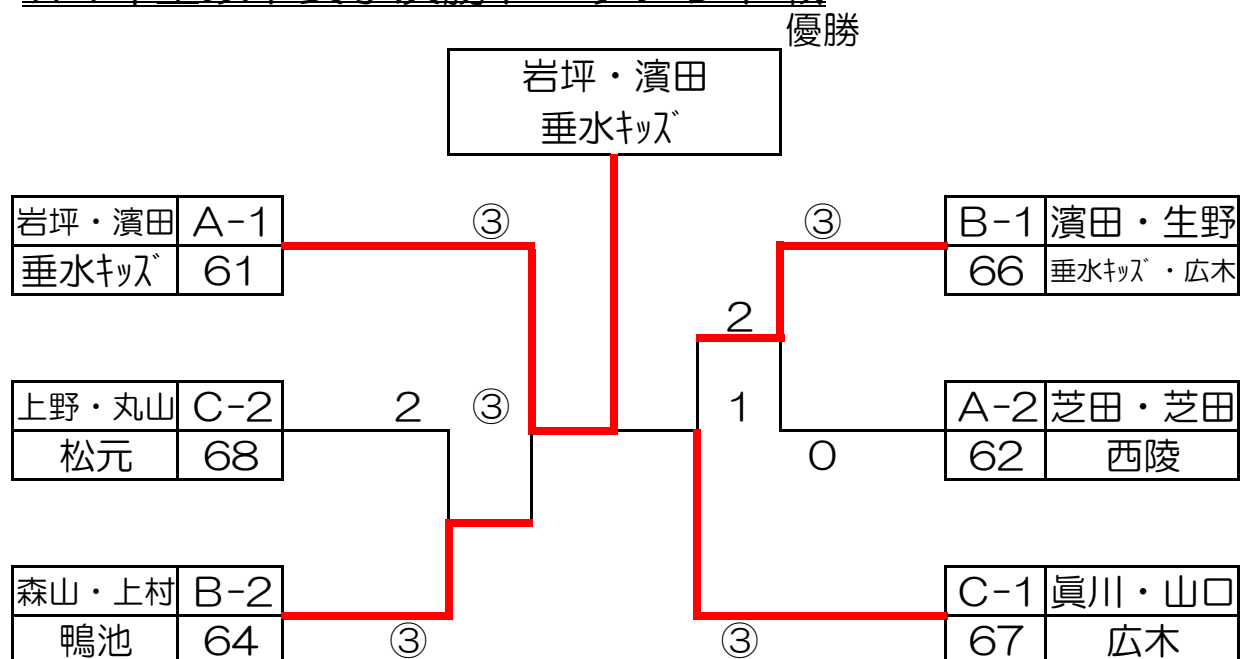 優勝
岩坪・濱田
垂水ｷｯｽﾞ
岩坪・濱田 A-1 ③ ③ B-1 濱田・生野
垂水ｷｯｽﾞ 61 66 垂水ｷｯｽﾞ・広木
2
上野・丸山 C-2 2 ③ 1 A-2 芝田・芝田
松元 68 0 62 西陵
森山・上村 B-2 C-1 眞川・山口
鴨池 64 ③ ③ 67 広木